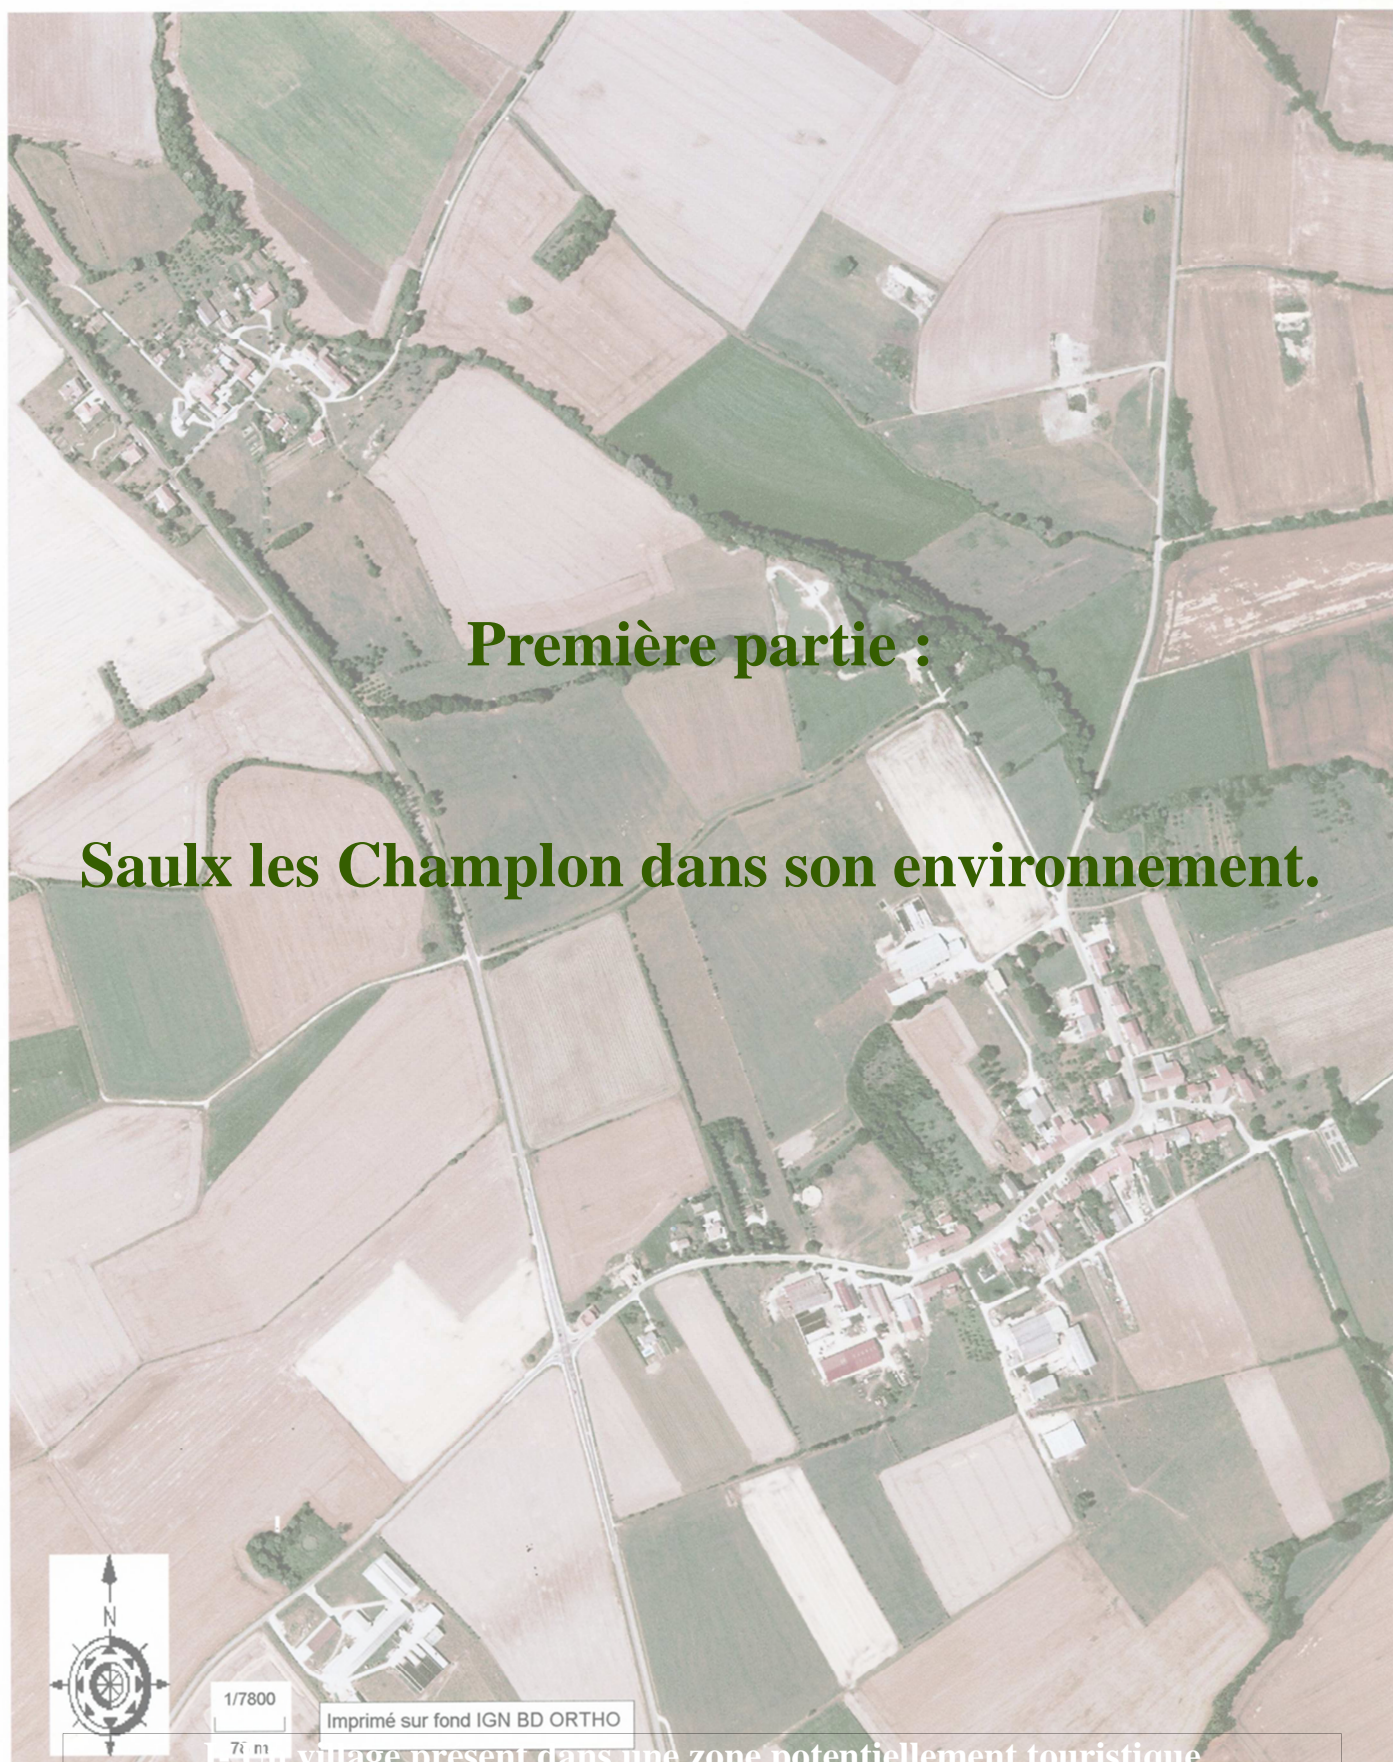 Première partie :
Saulx les Champlon dans son environnement.
N
1/7800
78 m
Imprimé sur fond IGN BD ORTHO
village présent dans une zone potentiellement touristique